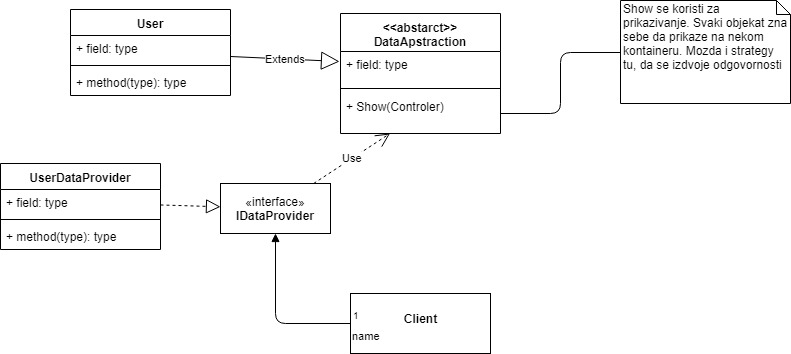 User
+ field: type
+ method(type): type
Extends
<<abstarct>>
DataApstraction
+ field: type
+ Show(Controler)
Show se koristi za
prikazivanje. Svaki objekat zna
sebe da prikaze na nekom
kontaineru. Mozda i strategy
tu, da se izdvoje odgovornosti
Use
UserDataProvider
+ field: type
+ method(type): type
«interface»
IDataProvider
1
Client
name